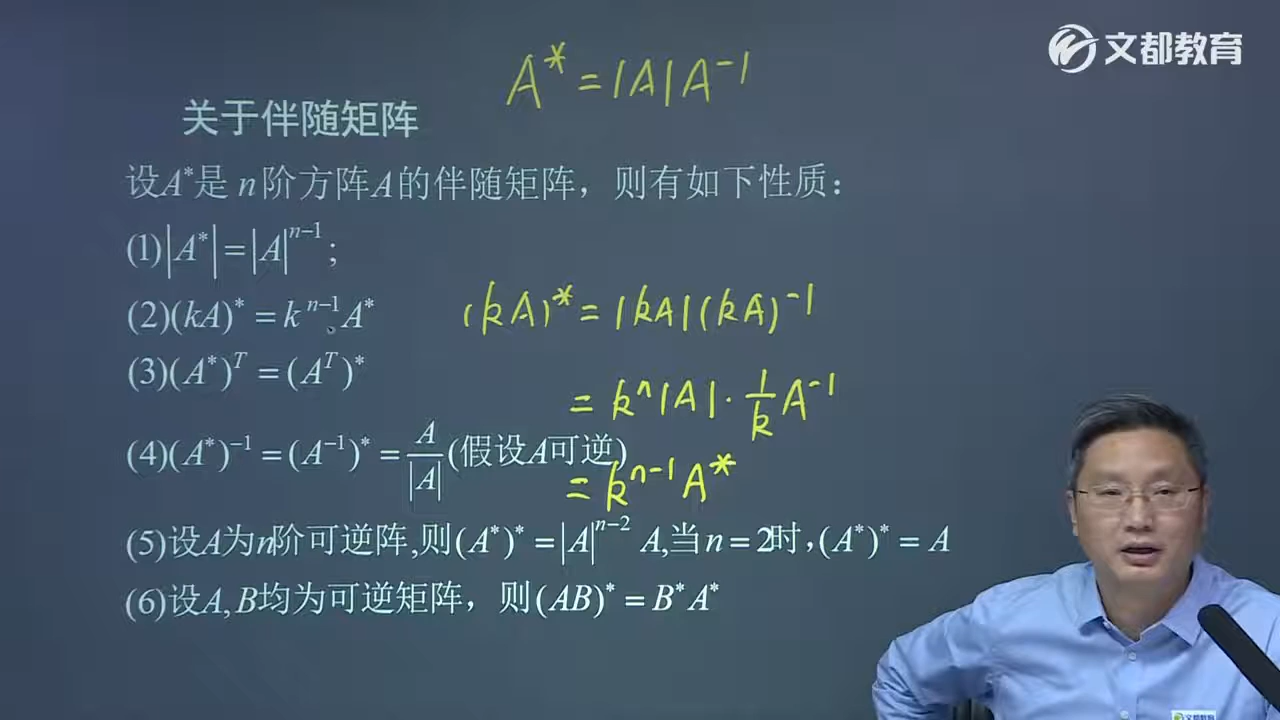 文都教育
A* = |A|A⁻¹
关于伴随矩阵
设A*是 n 阶方阵A的伴随矩阵，则有如下性质：
(1)|A*|=|A|ⁿ⁻¹;
(2)(kA)* = kⁿ⁻¹A*
(kA)* = |kA|(kA)⁻¹
(3)(A*)ᵀ = (Aᵀ)*
= kⁿ|A|·1/k A⁻¹
(4)(A*)⁻¹ = (A⁻¹)* = A/|A| (假设A可逆)
= kⁿ⁻¹A*
(5)设A为n阶可逆阵,则(A*)* = |A|ⁿ⁻² A,当n=2时,(A*)* = A
(6)设A,B均为可逆矩阵，则(AB)* = B*A*
文都教育